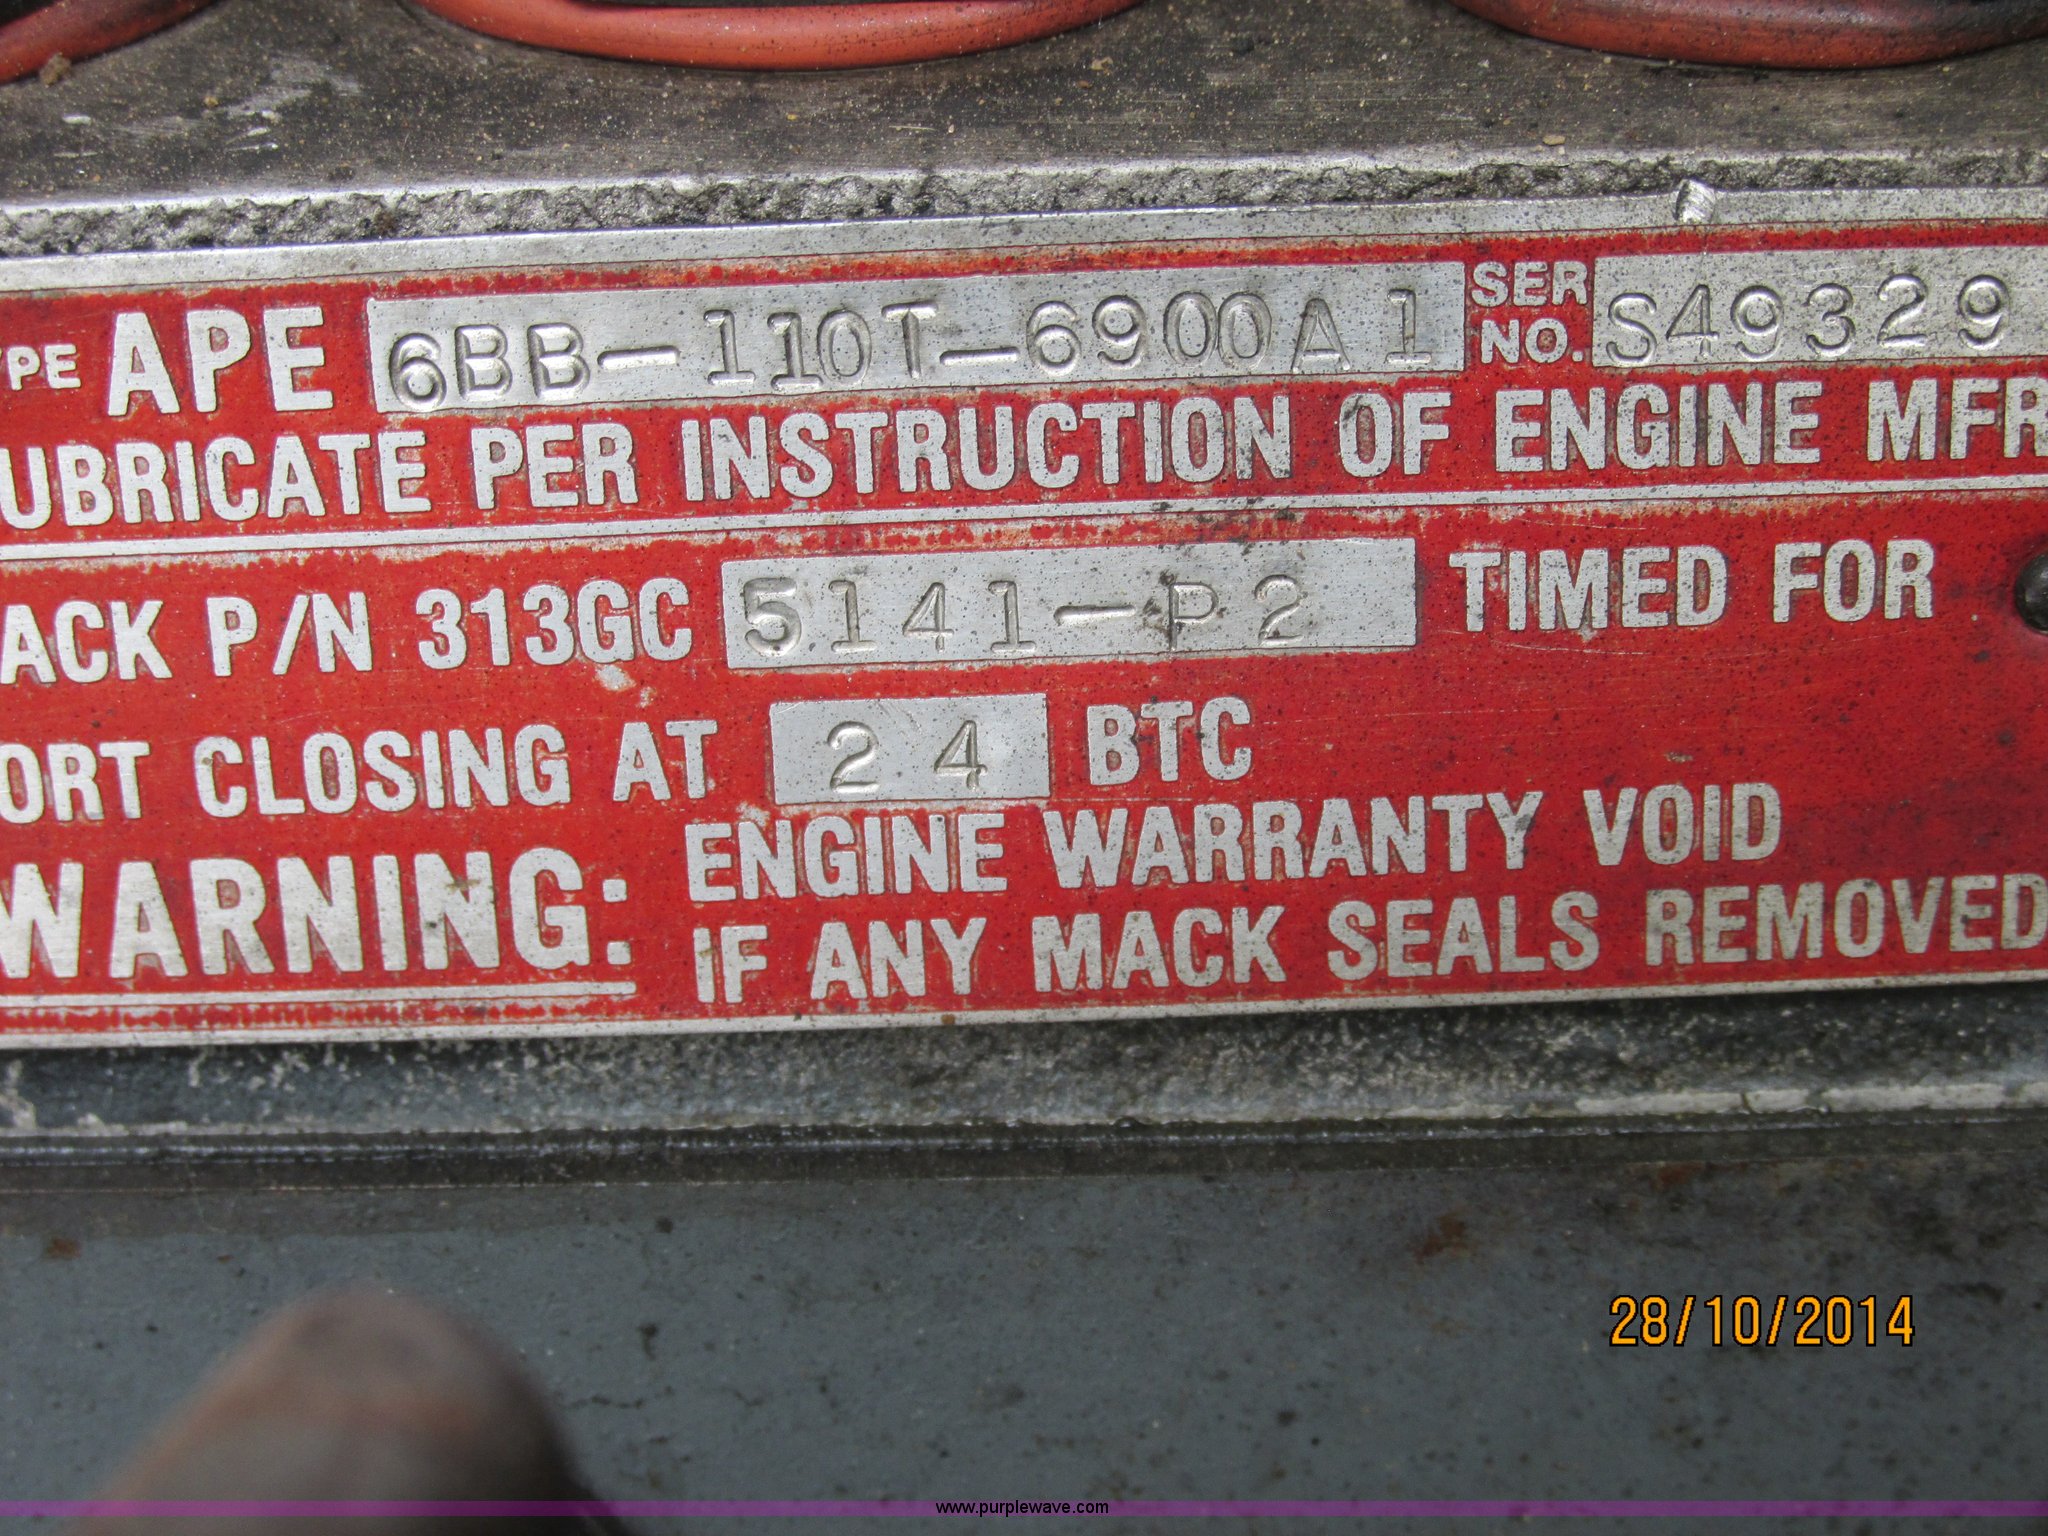 YPE APE 6BB-110T-6900A1 SER NO. S49329
UBRICATE PER INSTRUCTION OF ENGINE MFR
ACK P/N 313GC 5141-P2 TIMED FOR
ORT CLOSING AT 24 BTC
WARNING: ENGINE WARRANTY VOID
IF ANY MACK SEALS REMOVED
28/10/2014
www.purplewave.com